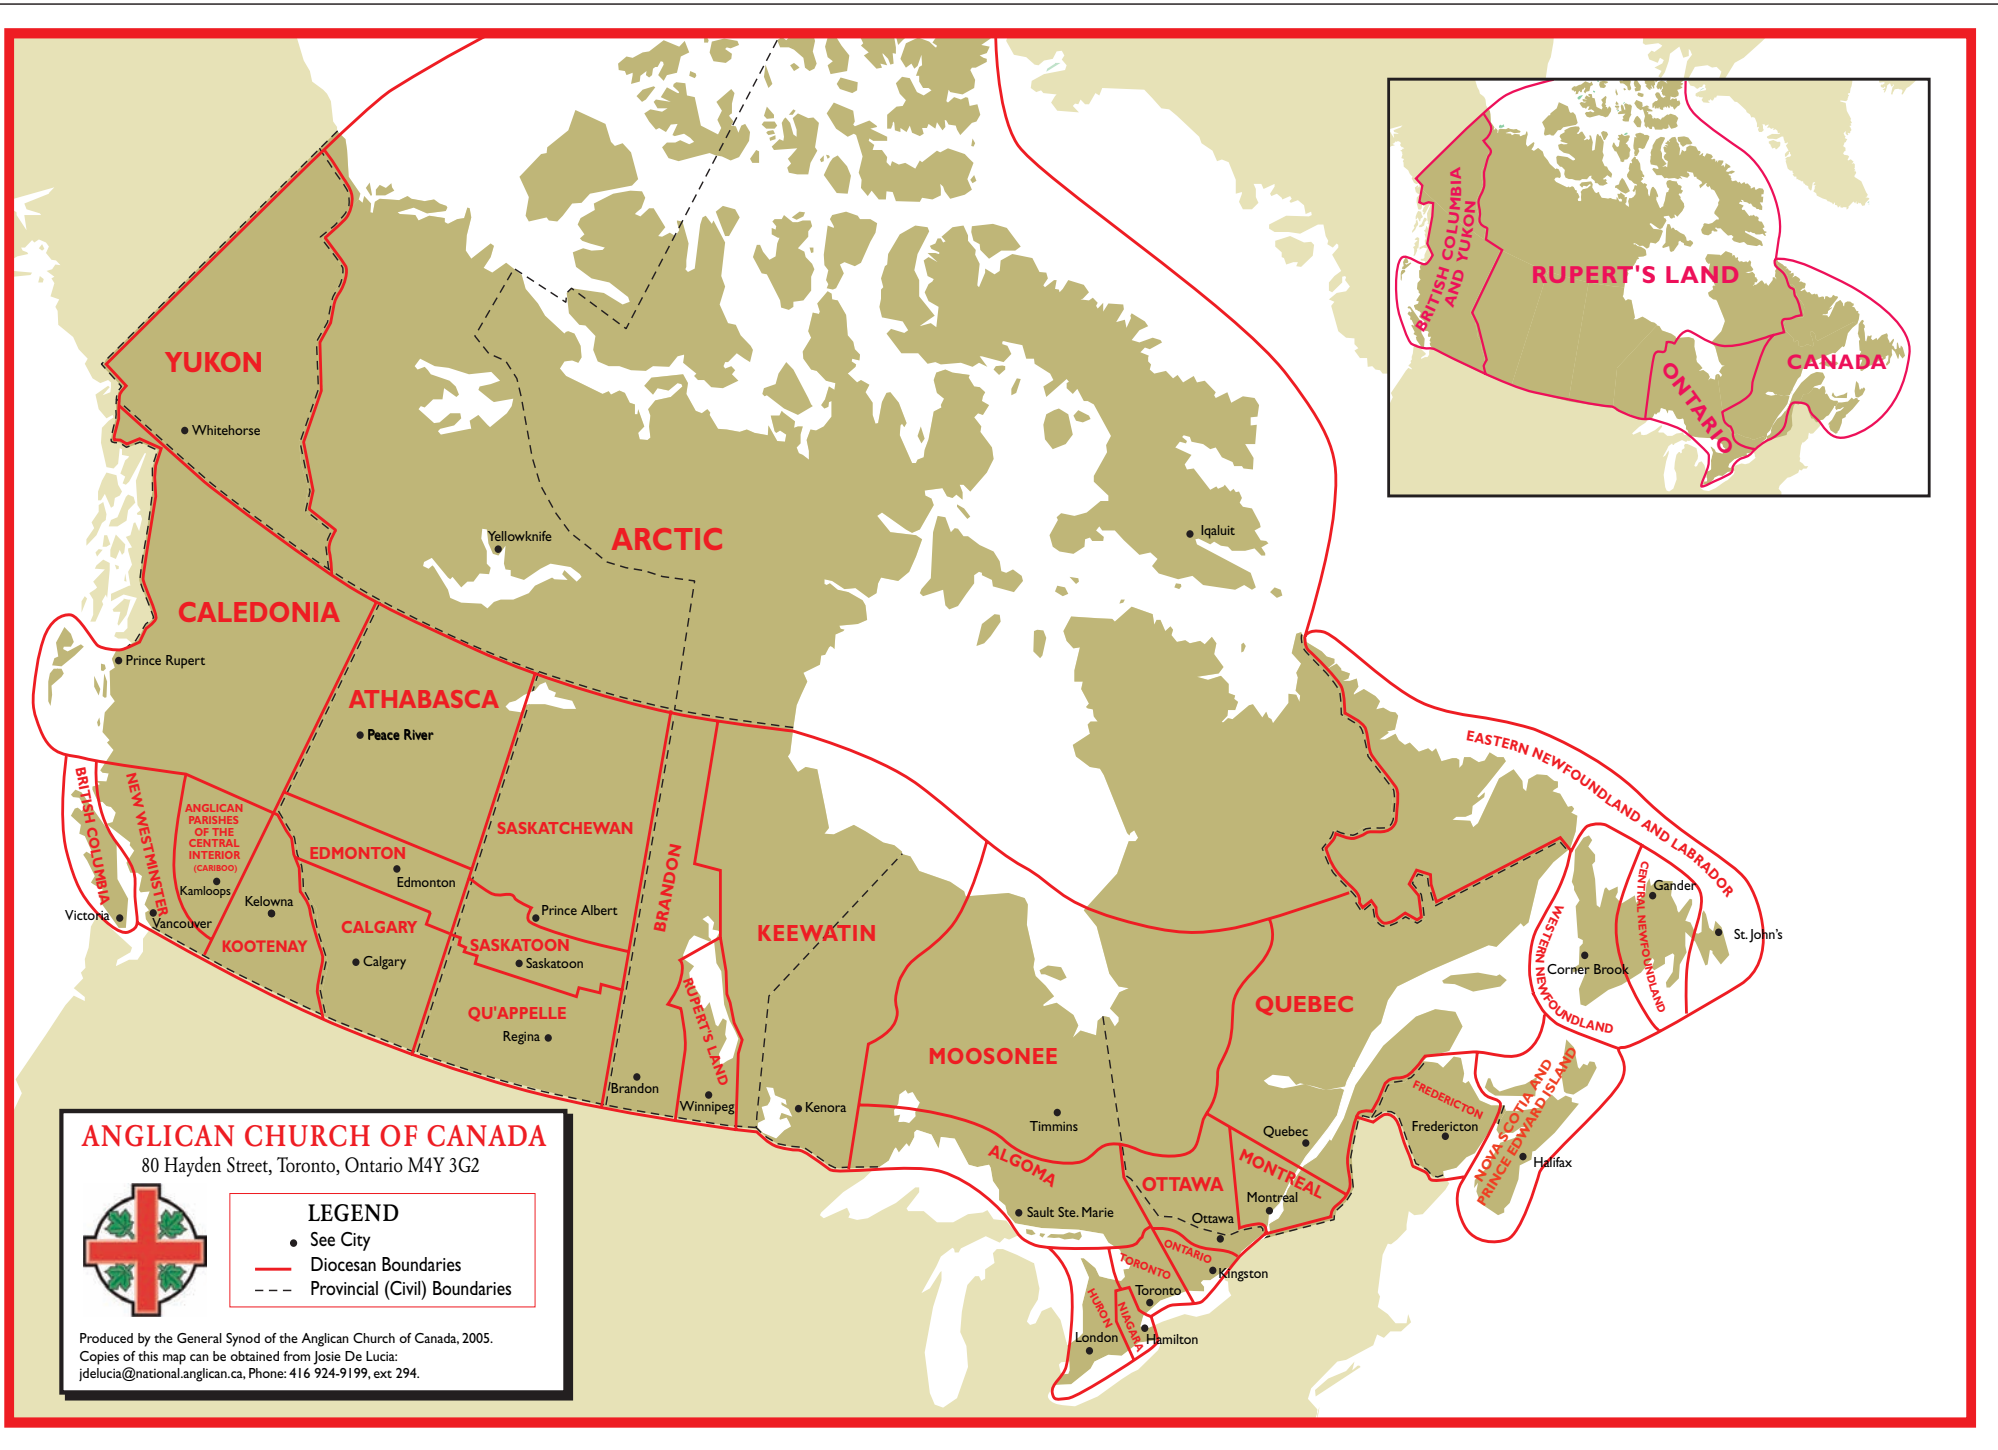 YUKON
Whitehorse
ARCTIC
Yellowknife
Iqaluit
CALEDONIA
Prince Rupert
ATHABASCA
Peace River
BRITISH COLUMBIA
Victoria
NEW WESTMINSTER
Vancouver
ANGLICAN
PARISHES
OF THE
CENTRAL
INTERIOR
(CARIBOO)
Kamloops
Kelowna
KOOTENAY
EDMONTON
Edmonton
CALGARY
Calgary
SASKATCHEWAN
Prince Albert
SASKATOON
Saskatoon
QU'APPELLE
Regina
BRANDON
Brandon
RUPERT'S LAND
Winnipeg
KEEWATIN
Kenora
MOOSONEE
Timmins
ALGOMA
Sault Ste. Marie
QUEBEC
Quebec
MONTREAL
Montreal
OTTAWA
Ottawa
ONTARIO
Kingston
TORONTO
Toronto
HURON
London
NIAGARA
Hamilton
FREDERICTON
Fredericton
NOVA SCOTIA AND
PRINCE EDWARD ISLAND
Halifax
EASTERN NEWFOUNDLAND AND LABRADOR
St. John's
CENTRAL NEWFOUNDLAND
Gander
WESTERN NEWFOUNDLAND
Corner Brook
BRITISH COLUMBIA
AND YUKON
RUPERT'S LAND
ONTARIO
CANADA
ANGLICAN CHURCH OF CANADA
80 Hayden Street, Toronto, Ontario M4Y 3G2
LEGEND
See City
Diocesan Boundaries
Provincial (Civil) Boundaries
Produced by the General Synod of the Anglican Church of Canada, 2005.
Copies of this map can be obtained from Josie De Lucia:
jdelucia@national.anglican.ca, Phone: 416 924-9199, ext 294.